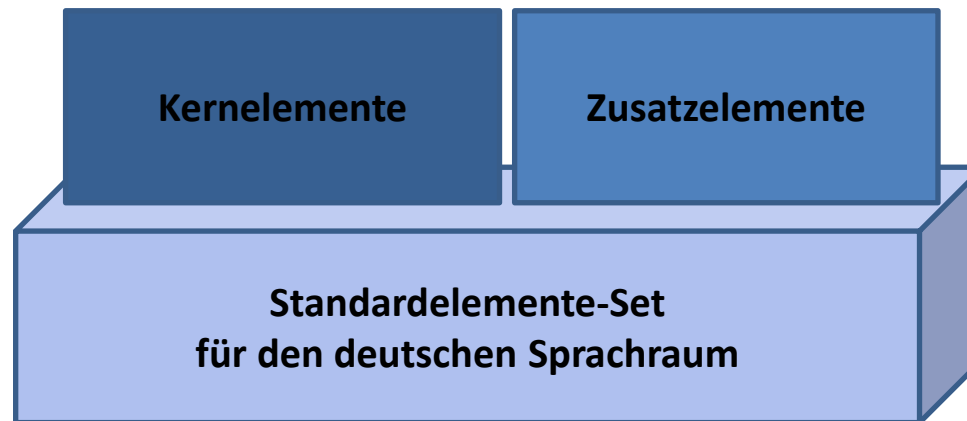 Kernelemente
Zusatzelemente
Standardelemente-Set
für den deutschen Sprachraum